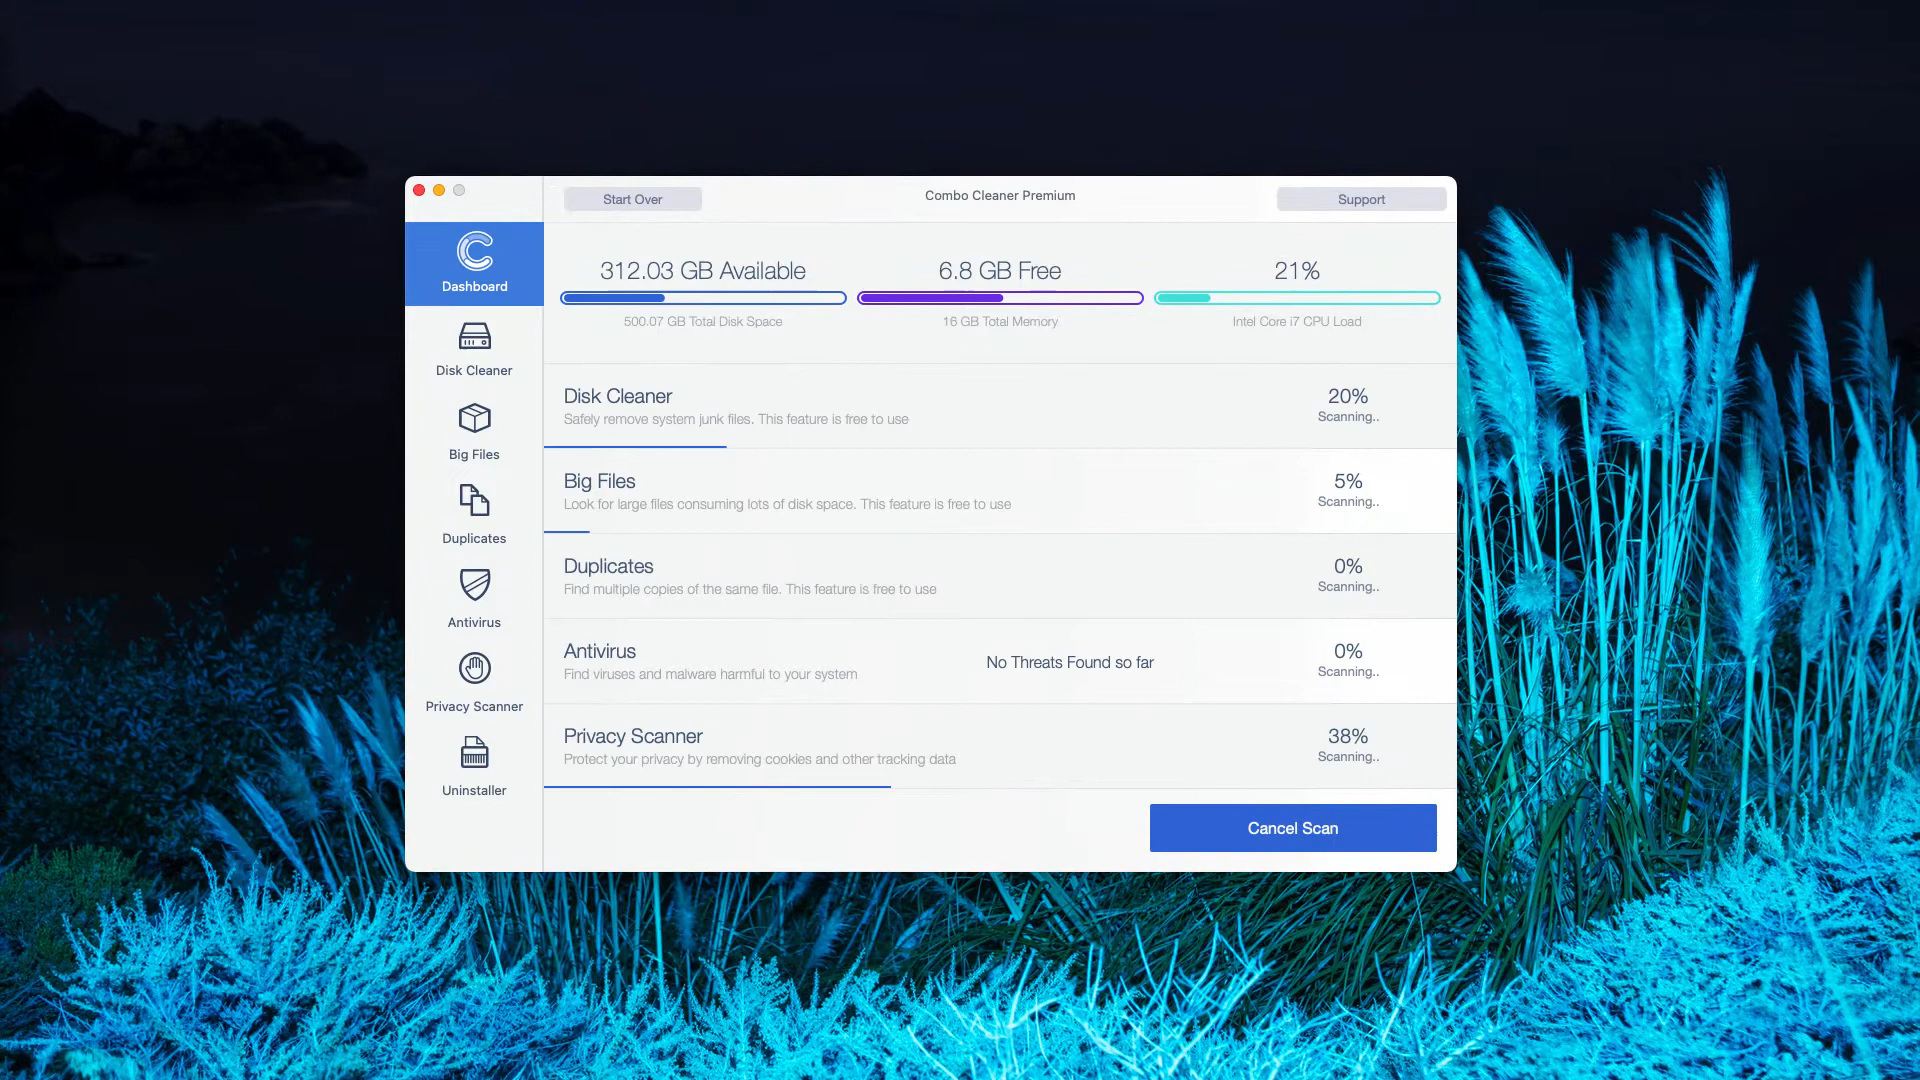 Start Over
Combo Cleaner Premium
Support
Dashboard
Disk Cleaner
Big Files
Duplicates
Antivirus
Privacy Scanner
Uninstaller
312.03 GB Available
500.07 GB Total Disk Space
6.8 GB Free
16 GB Total Memory
21%
Intel Core i7 CPU Load
Disk Cleaner
Safely remove system junk files. This feature is free to use
20%
Scanning..
Big Files
Look for large files consuming lots of disk space. This feature is free to use
5%
Scanning..
Duplicates
Find multiple copies of the same file. This feature is free to use
0%
Scanning..
Antivirus
Find viruses and malware harmful to your system
No Threats Found so far
0%
Scanning..
Privacy Scanner
Protect your privacy by removing cookies and other tracking data
38%
Scanning..
Cancel Scan